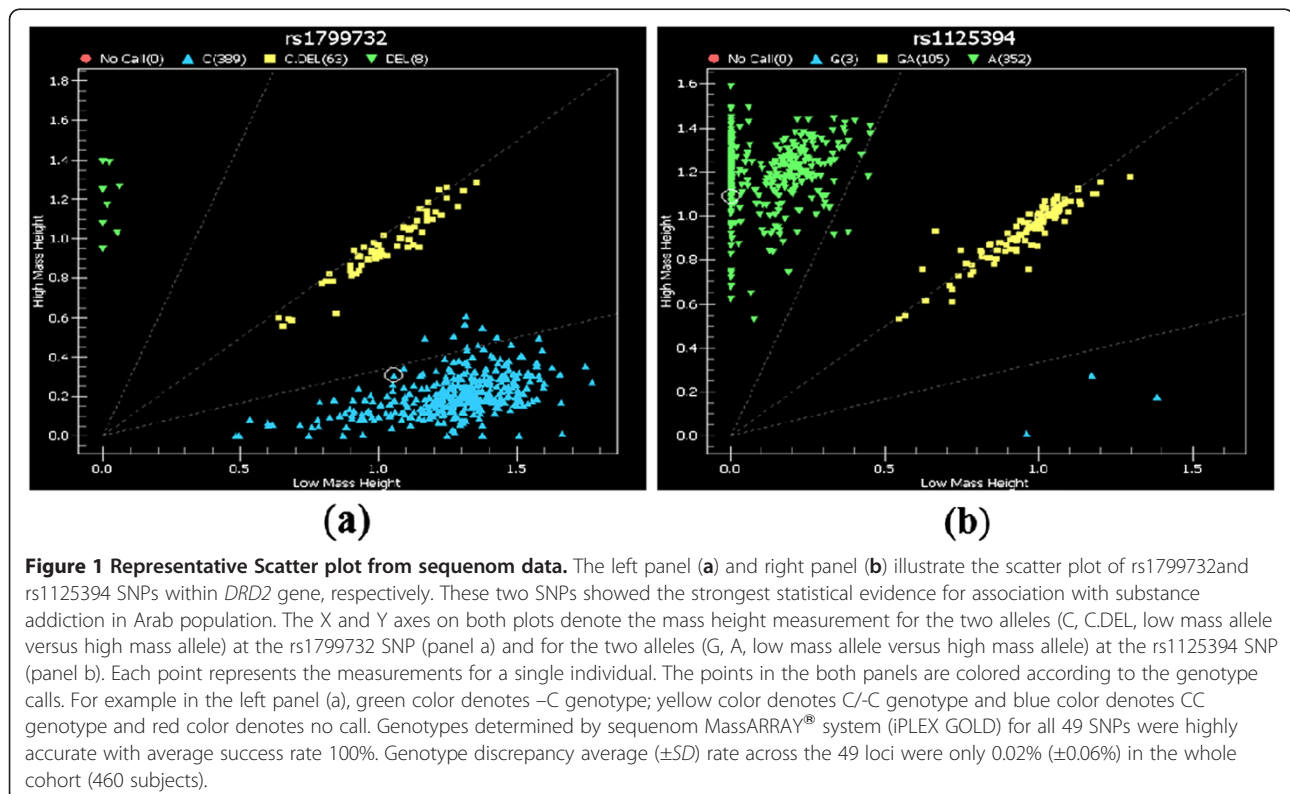 rs1799732
No Call(0) C(389) C.DEL(63) DEL(8)
1.8
1.6
1.4
1.2
1.0
0.8
0.6
0.4
0.2
0.0
High Mass Height
0.0 0.5 1.0 1.5
Low Mass Height
(a)
rs1125394
No Call(0) G(3) GA(105) A(352)
1.6
1.4
1.2
1.0
0.8
0.6
0.4
0.2
0.0
High Mass Height
0.0 0.5 1.0 1.5
Low Mass Height
(b)
Figure 1 Representative Scatter plot from sequenom data. The left panel (a) and right panel (b) illustrate the scatter plot of rs1799732and
rs1125394 SNPs within DRD2 gene, respectively. These two SNPs showed the strongest statistical evidence for association with substance
addiction in Arab population. The X and Y axes on both plots denote the mass height measurement for the two alleles (C, C.DEL, low mass allele
versus high mass allele) at the rs1799732 SNP (panel a) and for the two alleles (G, A, low mass allele versus high mass allele) at the rs1125394 SNP
(panel b). Each point represents the measurements for a single individual. The points in the both panels are colored according to the genotype
calls. For example in the left panel (a), green color denotes –C genotype; yellow color denotes C/-C genotype and blue color denotes CC
genotype and red color denotes no call. Genotypes determined by sequenom MassARRAY® system (iPLEX GOLD) for all 49 SNPs were highly
accurate with average success rate 100%. Genotype discrepancy average (±SD) rate across the 49 loci were only 0.02% (±0.06%) in the whole
cohort (460 subjects).